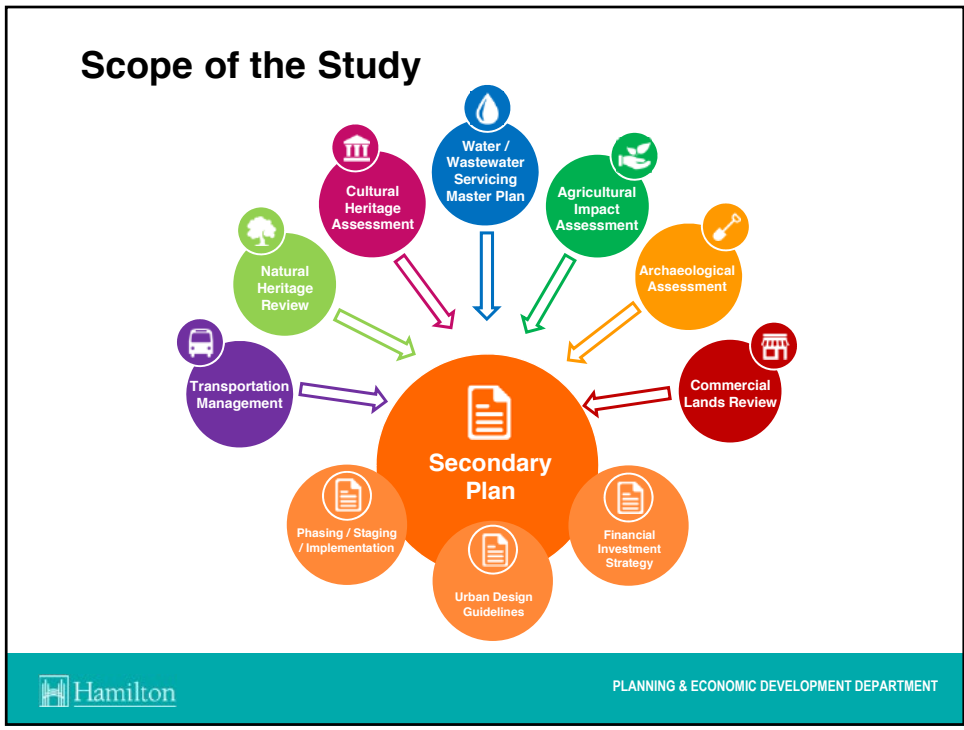 Scope of the Study
Water /
Wastewater
Servicing
Master Plan
Cultural
Heritage
Assessment
Agricultural
Impact
Assessment
Natural
Heritage
Review
Archaeological
Assessment
Transportation
Management
Commercial
Lands Review
Secondary
Plan
Phasing / Staging
/ Implementation
Urban Design
Guidelines
Financial
Investment
Strategy
Hamilton
PLANNING & ECONOMIC DEVELOPMENT DEPARTMENT